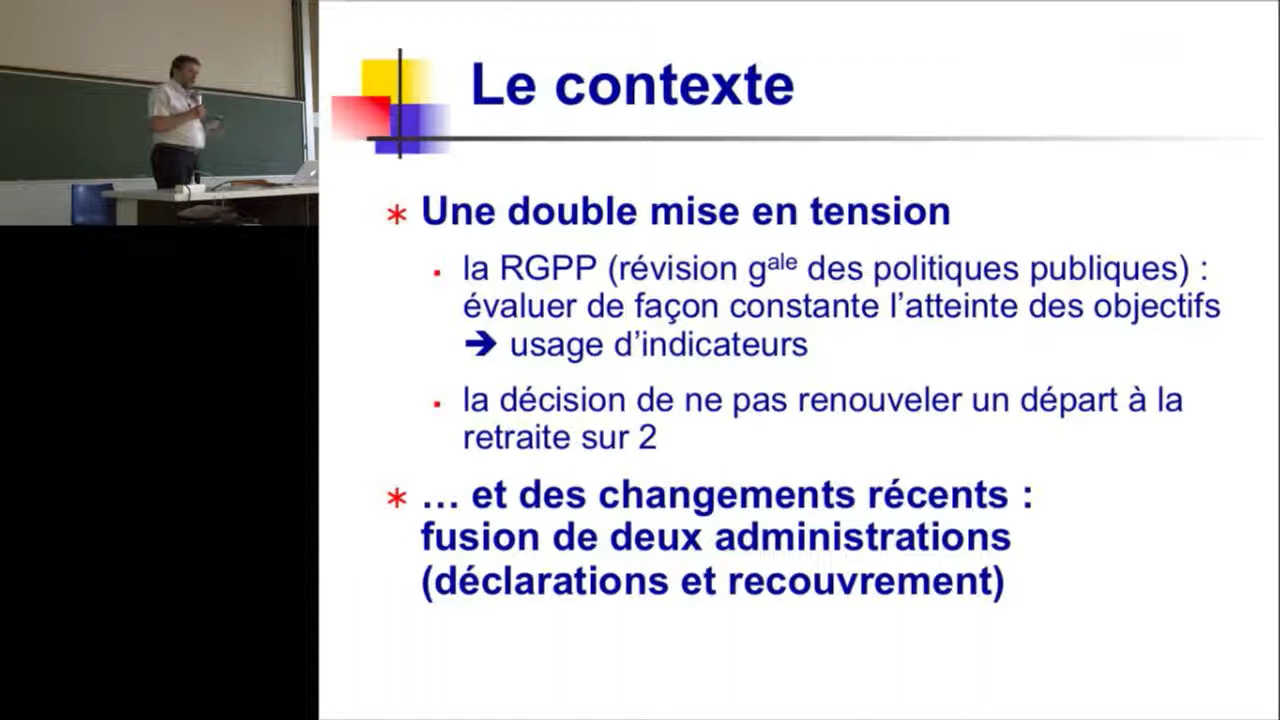 Le contexte
* Une double mise en tension
▪ la RGPP (révision gale des politiques publiques) :
évaluer de façon constante l’atteinte des objectifs
➔ usage d’indicateurs
▪ la décision de ne pas renouveler un départ à la
retraite sur 2
* … et des changements récents :
fusion de deux administrations
(déclarations et recouvrement)